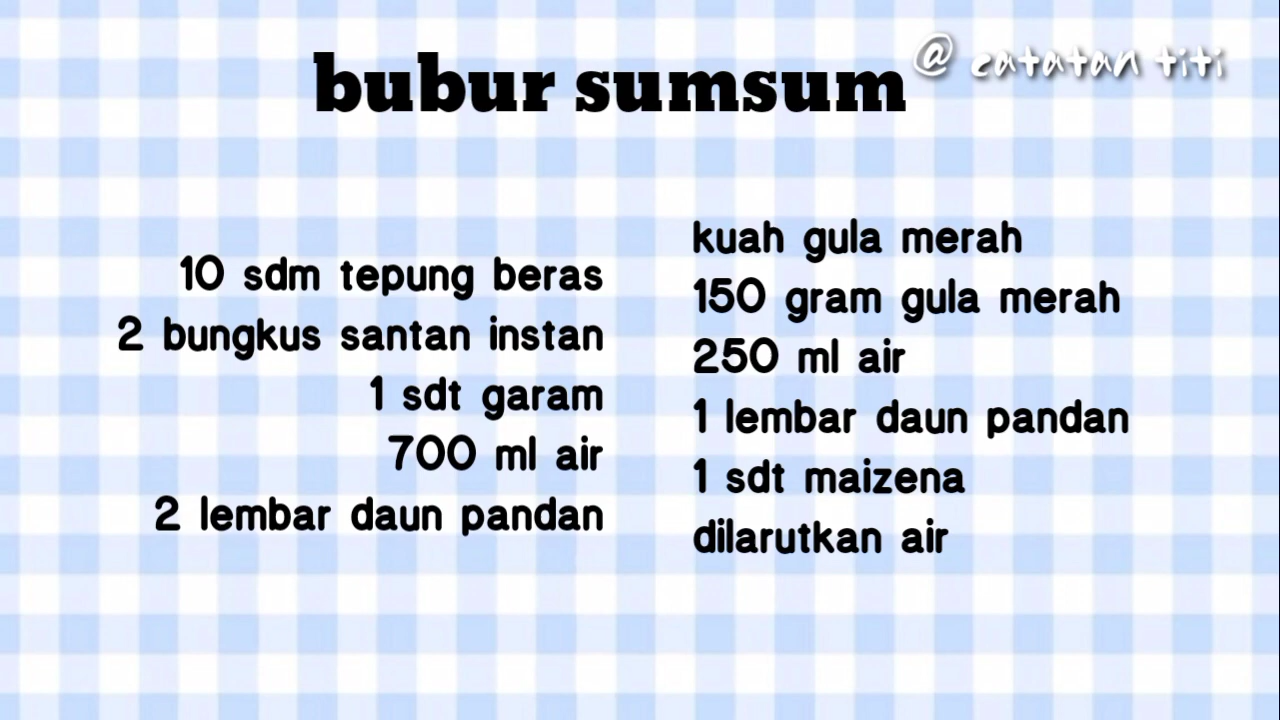 bubur sumsum
@ catatan titi
10 sdm tepung beras
2 bungkus santan instan
1 sdt garam
700 ml air
2 lembar daun pandan
kuah gula merah
150 gram gula merah
250 ml air
1 lembar daun pandan
1 sdt maizena
dilarutkan air